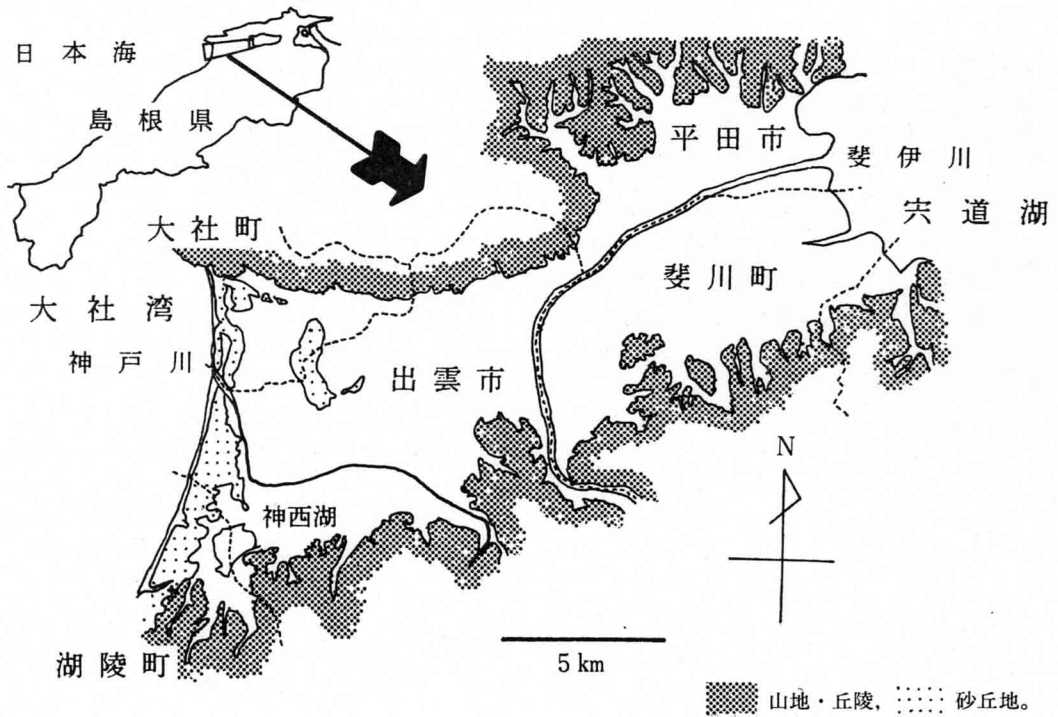 日本海
島根県
平田市
斐伊川
宍道湖
大社町
斐川町
大社湾
神戸川
出雲市
N
神西湖
湖陵町
5 km
山地・丘陵, 砂丘地。